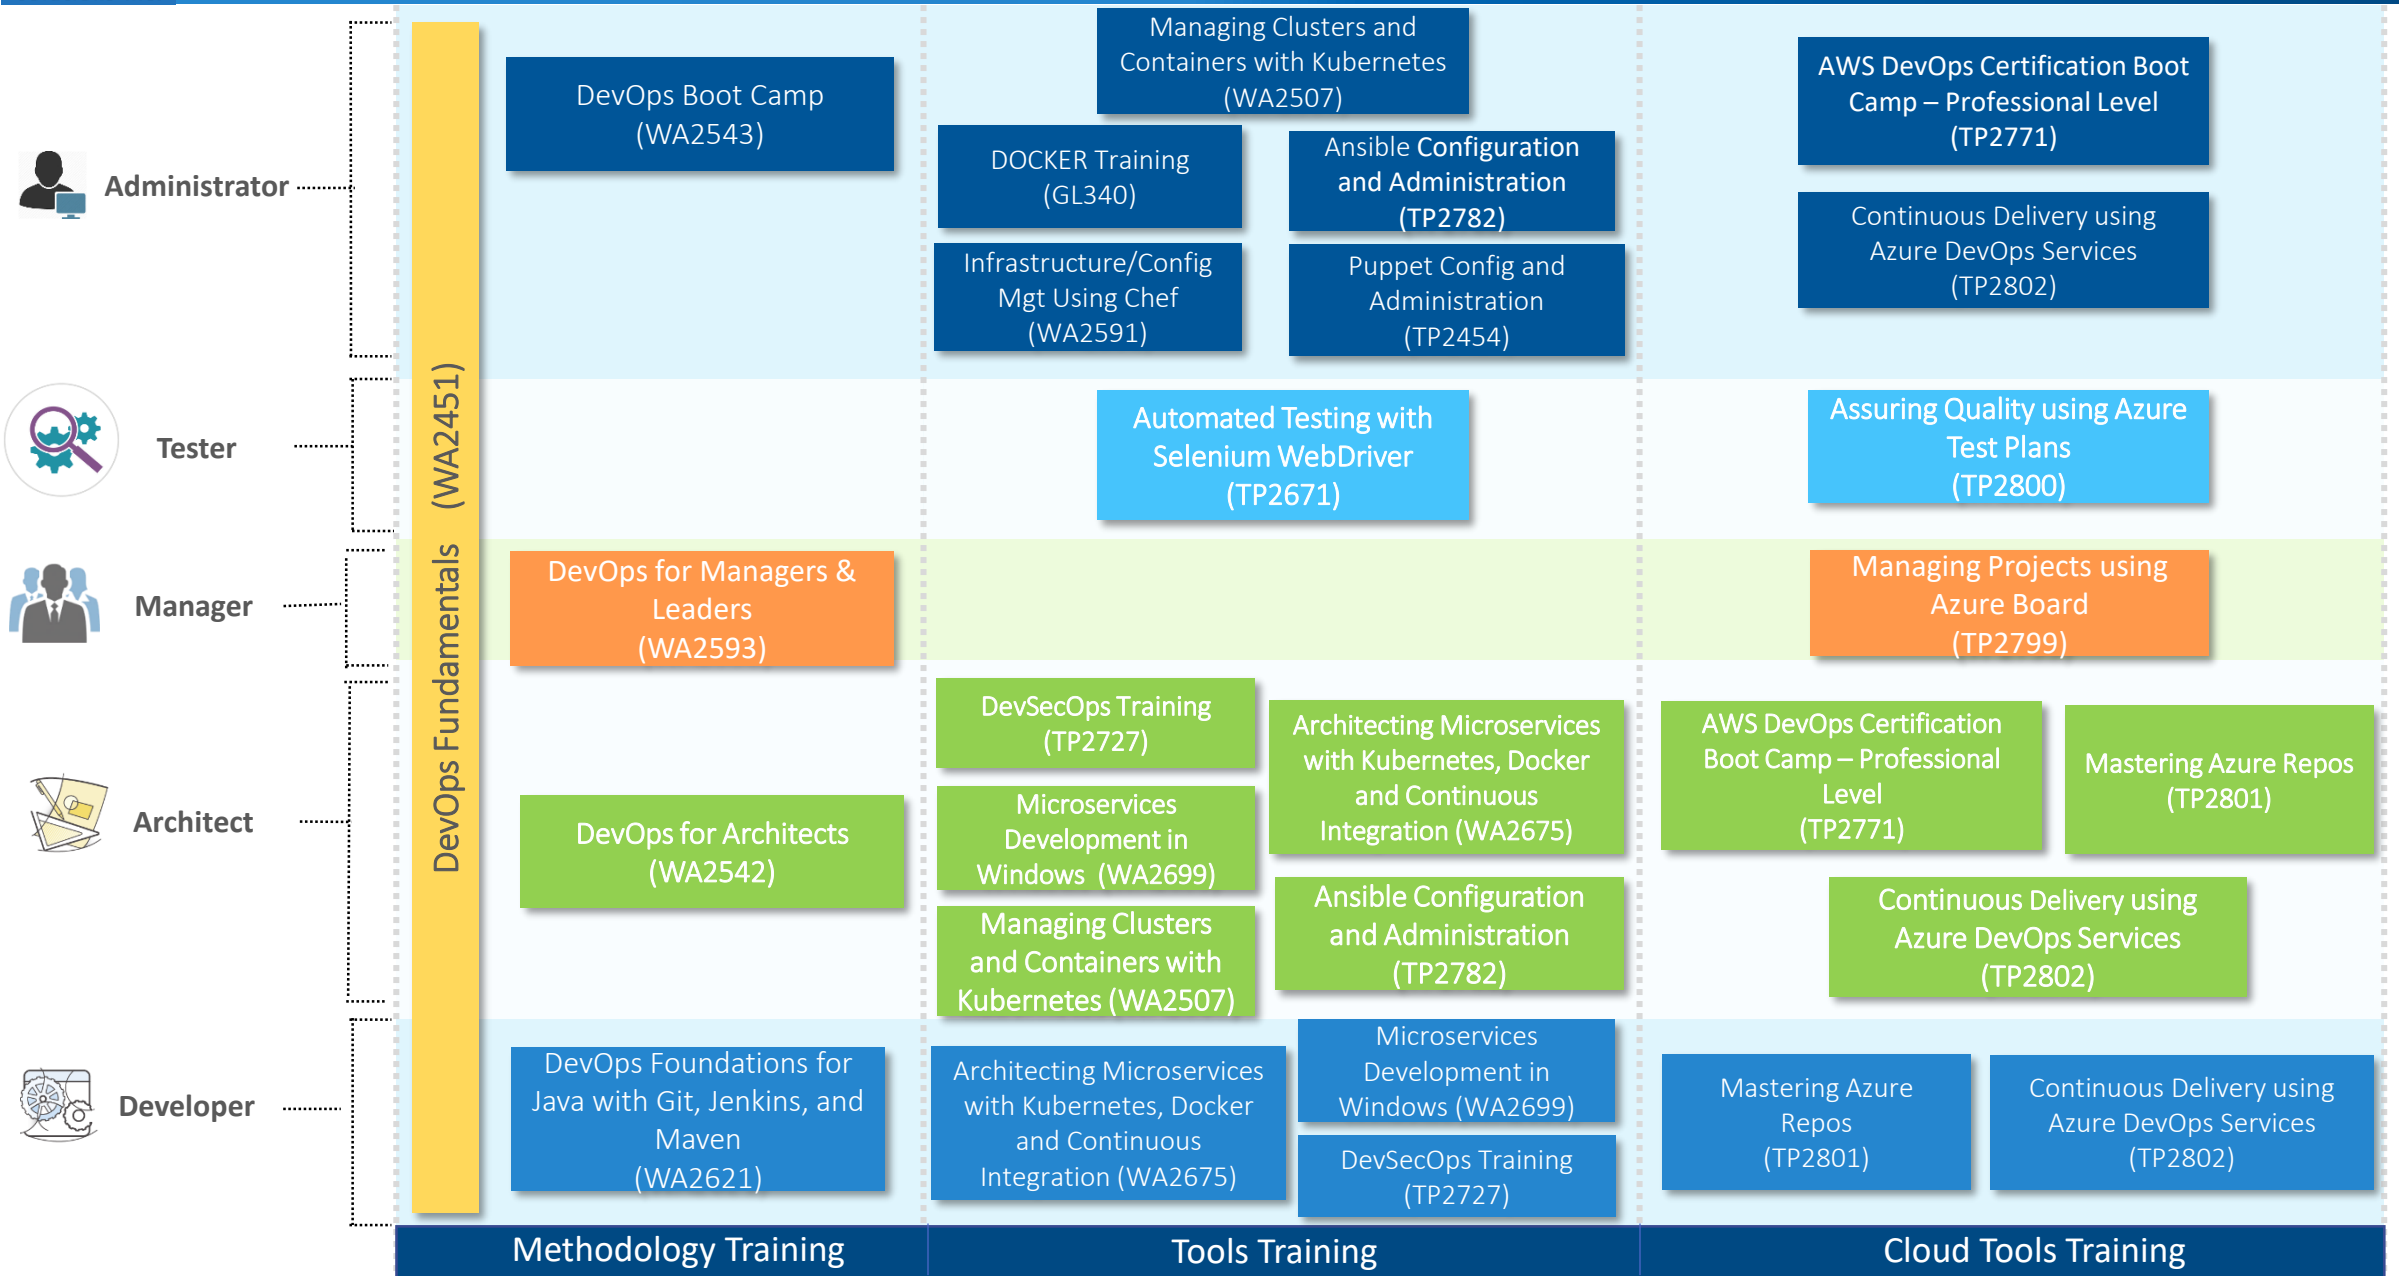 Administrator
Tester
Manager
Architect
Developer
DevOps Fundamentals (WA2451)
DevOps Boot Camp
(WA2543)
Managing Clusters and
Containers with Kubernetes
(WA2507)
DOCKER Training
(GL340)
Ansible Configuration
and Administration
(TP2782)
Infrastructure/Config
Mgt Using Chef
(WA2591)
Puppet Config and
Administration
(TP2454)
AWS DevOps Certification Boot
Camp – Professional Level
(TP2771)
Continuous Delivery using
Azure DevOps Services
(TP2802)
Automated Testing with
Selenium WebDriver
(TP2671)
Assuring Quality using Azure
Test Plans
(TP2800)
DevOps for Managers &
Leaders
(WA2593)
Managing Projects using
Azure Board
(TP2799)
DevOps for Architects
(WA2542)
DevSecOps Training
(TP2727)
Architecting Microservices
with Kubernetes, Docker
and Continuous
Integration (WA2675)
Microservices
Development in
Windows (WA2699)
Managing Clusters
and Containers with
Kubernetes (WA2507)
Ansible Configuration
and Administration
(TP2782)
AWS DevOps Certification
Boot Camp – Professional
Level
(TP2771)
Mastering Azure Repos
(TP2801)
Continuous Delivery using
Azure DevOps Services
(TP2802)
DevOps Foundations for
Java with Git, Jenkins, and
Maven
(WA2621)
Architecting Microservices
with Kubernetes, Docker
and Continuous
Integration (WA2675)
Microservices
Development in
Windows (WA2699)
DevSecOps Training
(TP2727)
Mastering Azure
Repos
(TP2801)
Continuous Delivery using
Azure DevOps Services
(TP2802)
Methodology Training
Tools Training
Cloud Tools Training